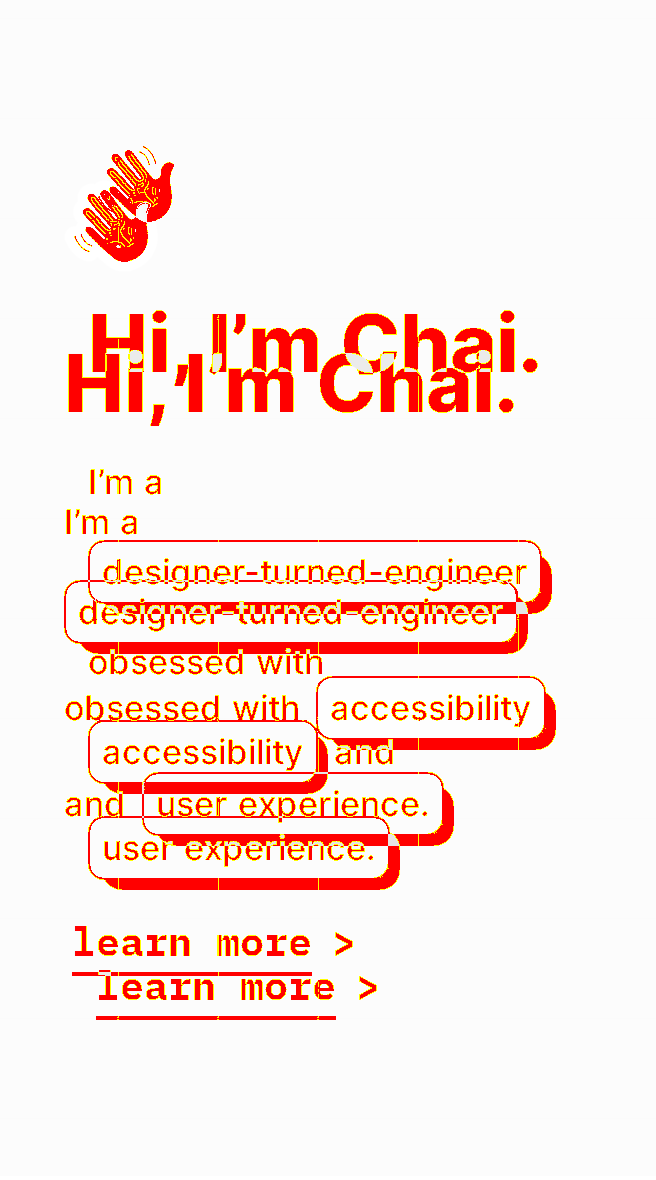 Hi, I’m Chai.
Hi, I’m Chai.
I’m a
I’m a
designer-turned-engineer
designer-turned-engineer
obsessed with
obsessed with accessibility
accessibility and
and user experience.
user experience.
learn more >
learn more >